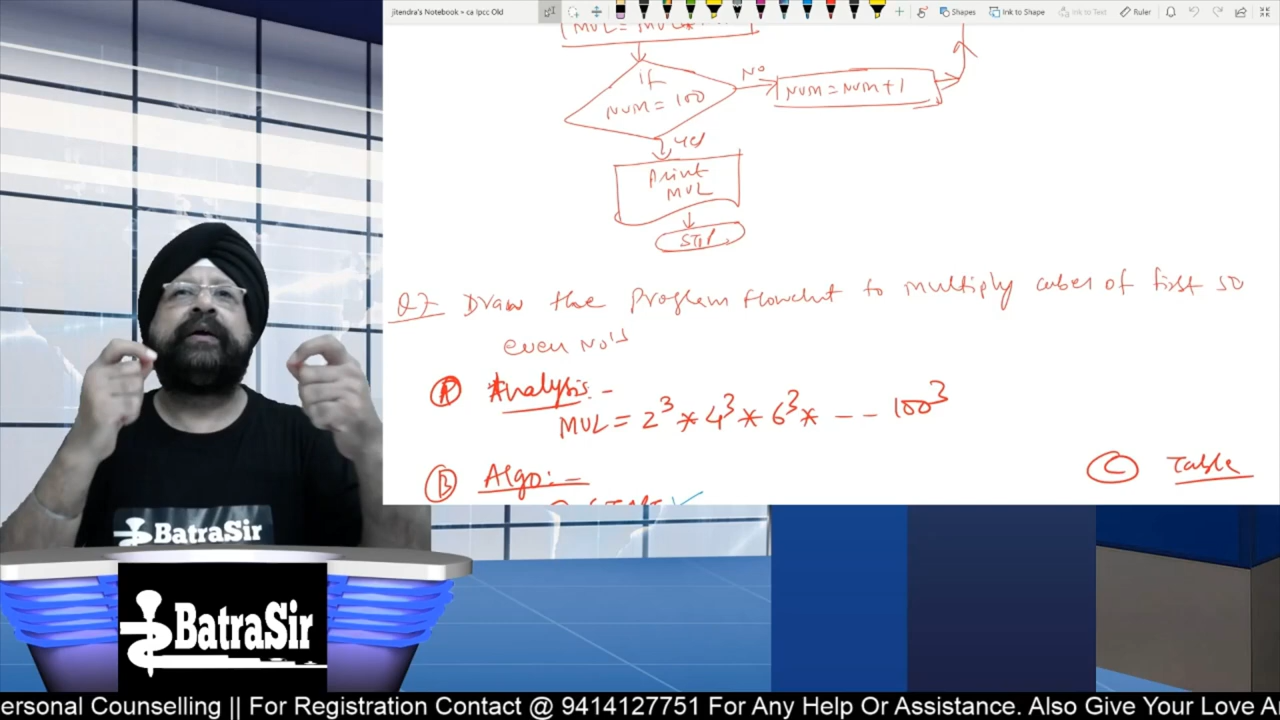 jitendra's Notebook » ca Ipcc Old
Shapes
Ink to Shape
Ink to Text
Ruler
if
NUM = 100
No
NUM = NUM + 1
Yes
Print
MUL
STOP
Q7 Draw the Program flowchart to multiply cubes of first 50
even No's
(A) Analysis -
MUL = 2³ * 4³ * 6³ * - - 100³
(B) Algo: -
(C) Table
START
BatraSir
BatraSir
ersonal Counselling || For Registration Contact @ 9414127751 For Any Help Or Assistance. Also Give Your Love A